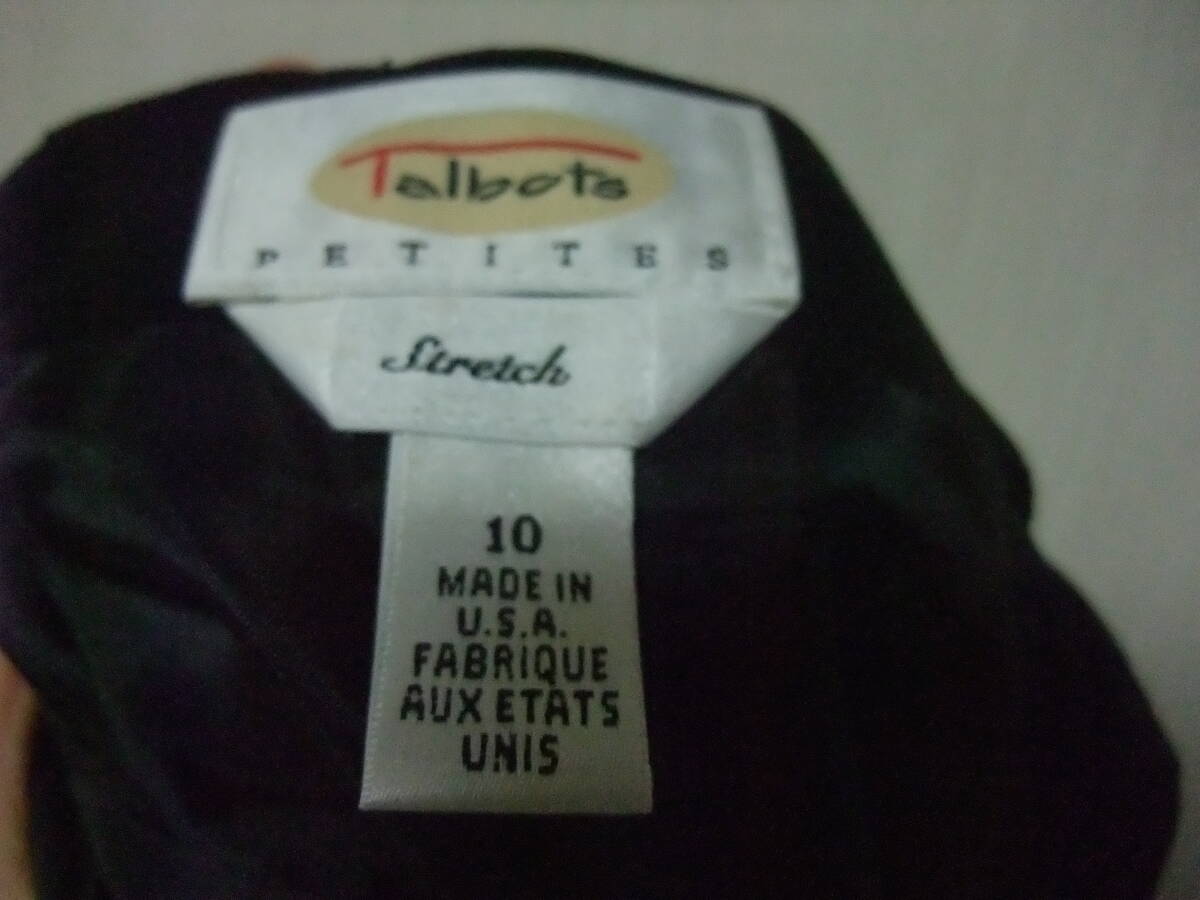 Talbots
PETITES
Stretch
10
MADE IN
U.S.A.
FABRIQUE
AUX ETATS
UNIS